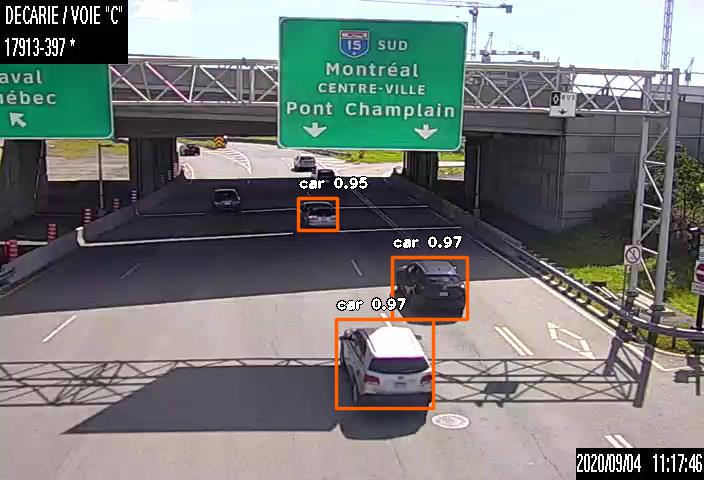 DECARIE / VOIE "C"
17913-397 *
aval
uébec
15 SUD
Montréal
CENTRE-VILLE
Pont Champlain
car 0.95
car 0.97
car 0.97
2020/09/04 11:17:46